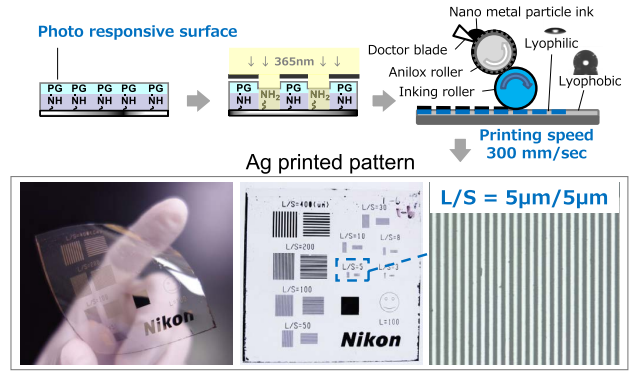 Photo responsive surface
PG PG PG PG PG
NH NH NH NH NH
↓ ↓ 365nm ↓ ↓
PG PG PG
NH NH₂ NH NH₂ NH
Nano metal particle ink
Doctor blade
Anilox roller
Inking roller
Lyophilic
Lyophobic
Printing speed
300 mm/sec
Ag printed pattern
Nikon
L/S=400(um)
L/S=30
L/S=10
L/S=8
L/S=200
L/S=5
L/S=100
L/S=50
L=100
Nikon
L/S = 5μm/5μm